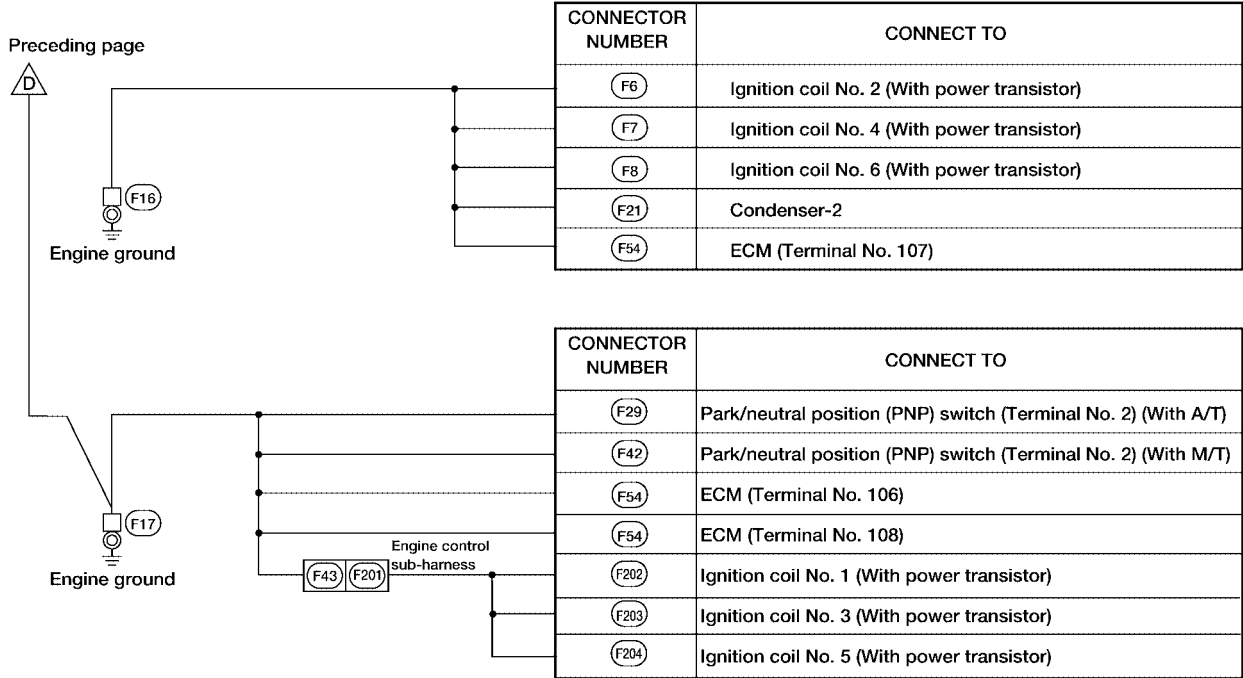 Preceding page
D
CONNECTOR NUMBER CONNECT TO
F6 Ignition coil No. 2 (With power transistor)
F7 Ignition coil No. 4 (With power transistor)
F8 Ignition coil No. 6 (With power transistor)
F21 Condenser-2
F54 ECM (Terminal No. 107)
F16
Engine ground
CONNECTOR NUMBER CONNECT TO
F29 Park/neutral position (PNP) switch (Terminal No. 2) (With A/T)
F42 Park/neutral position (PNP) switch (Terminal No. 2) (With M/T)
F54 ECM (Terminal No. 106)
F54 ECM (Terminal No. 108)
F202 Ignition coil No. 1 (With power transistor)
F203 Ignition coil No. 3 (With power transistor)
F204 Ignition coil No. 5 (With power transistor)
F17
Engine ground
F43 F201
Engine control
sub-harness